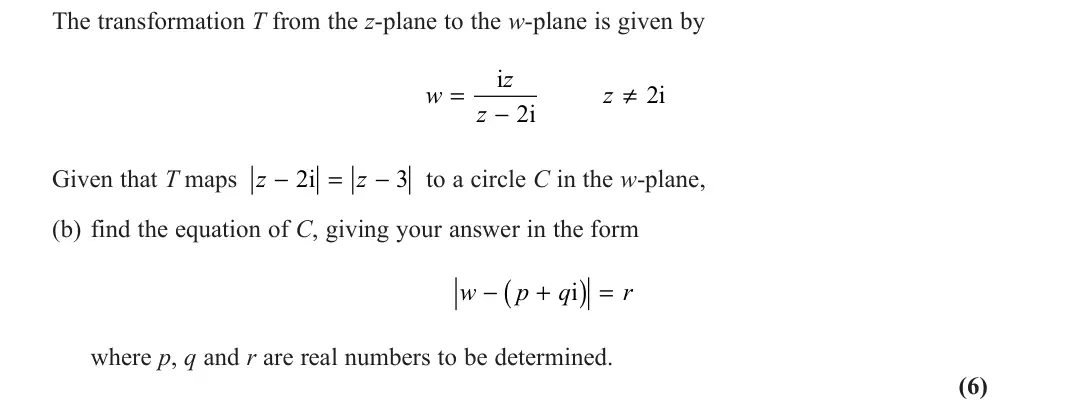 The transformation T from the z-plane to the w-plane is given by
w = iz / (z − 2i)    z ≠ 2i
Given that T maps |z − 2i| = |z − 3| to a circle C in the w-plane,
(b) find the equation of C, giving your answer in the form
|w − (p + qi)| = r
where p, q and r are real numbers to be determined.
(6)